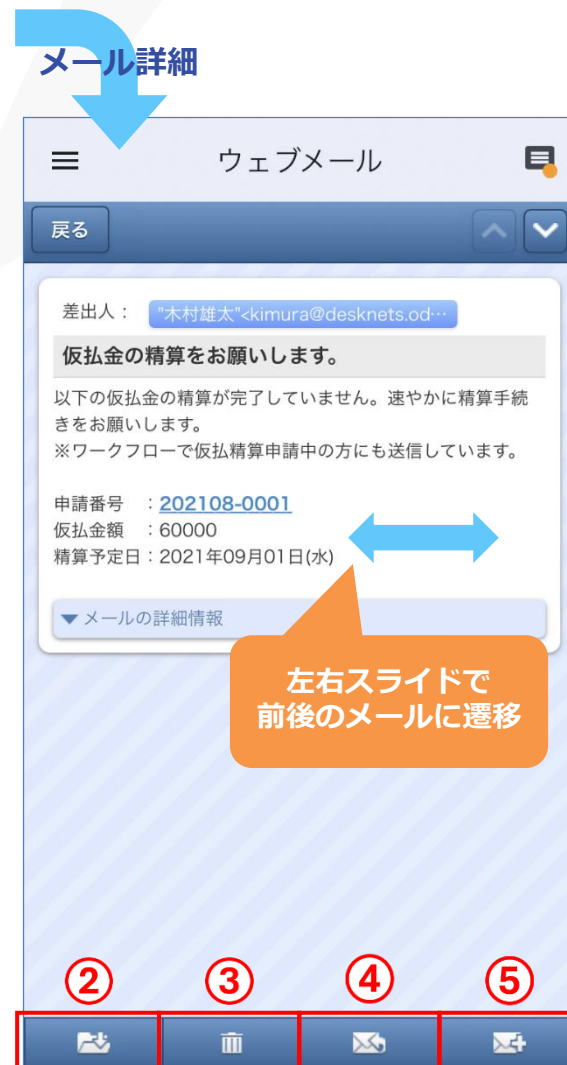 メール詳細
ウェブメール
戻る
差出人： "木村雄太"<kimura@desknets.od…
仮払金の精算をお願いします。
以下の仮払金の精算が完了していません。速やかに精算手続
きをお願いします。
※ワークフローで仮払精算申請中の方にも送信しています。
申請番号 ：202108-0001
仮払金額 ：60000
精算予定日：2021年09月01日(水)
▼メールの詳細情報
左右スライドで
前後のメールに遷移
② ③ ④ ⑤